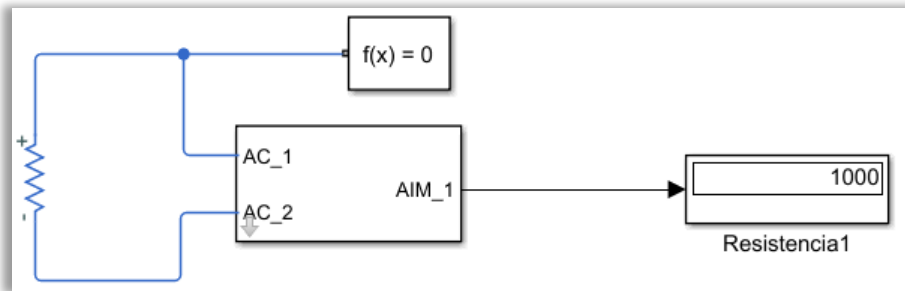 f(x) = 0
+
-
AC_1
AC_2
AIM_1
1000
Resistencia1